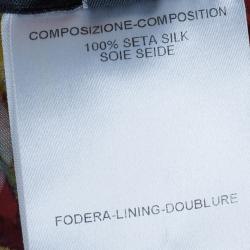 COMPOSIZIONE-COMPOSITION
100% SETA SILK
SOIE SEIDE
FODERA-LINING-DOUBLURE